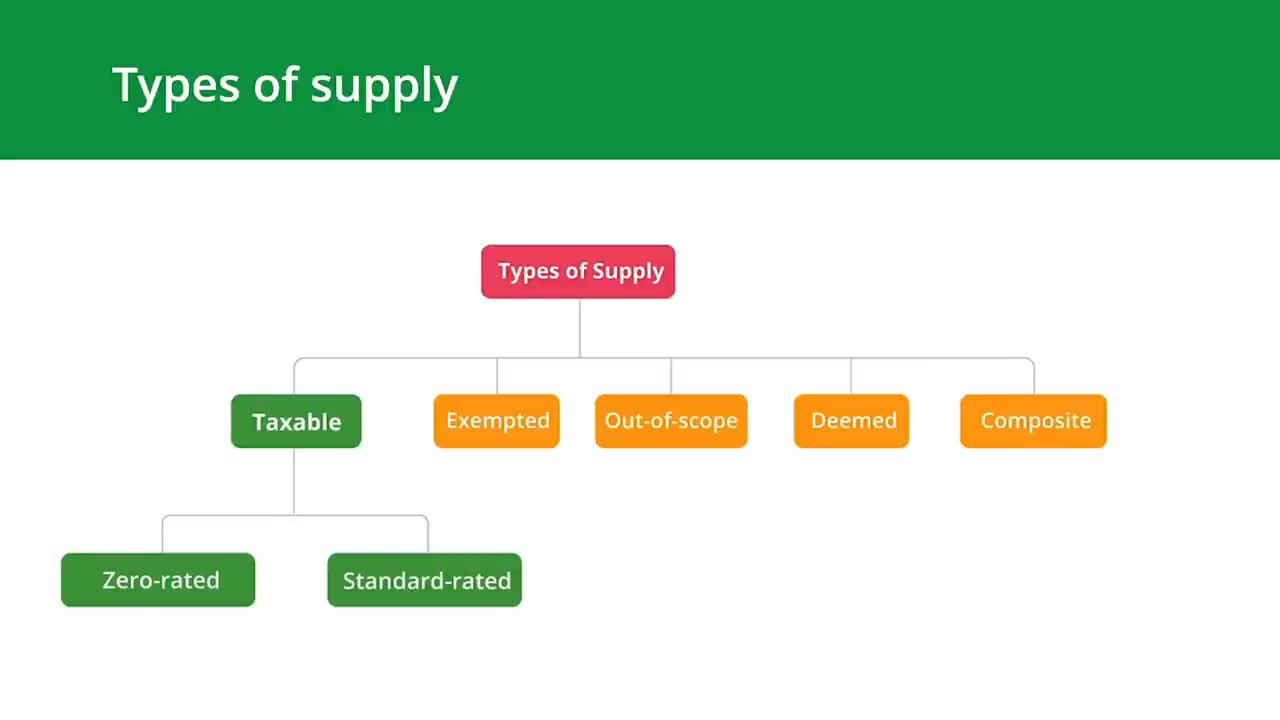 Types of supply
Types of Supply
Taxable
Exempted
Out-of-scope
Deemed
Composite
Zero-rated
Standard-rated